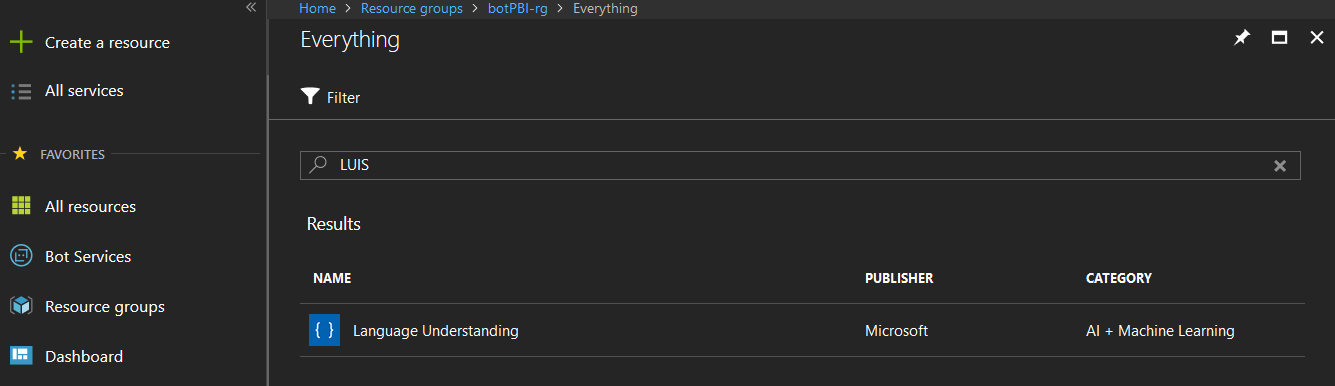 Home > Resource groups > botPBI-rg > Everything
Everything
Create a resource
All services
Filter
FAVORITES
LUIS
All resources
Results
Bot Services
NAME PUBLISHER CATEGORY
Resource groups
{ } Language Understanding Microsoft AI + Machine Learning
Dashboard